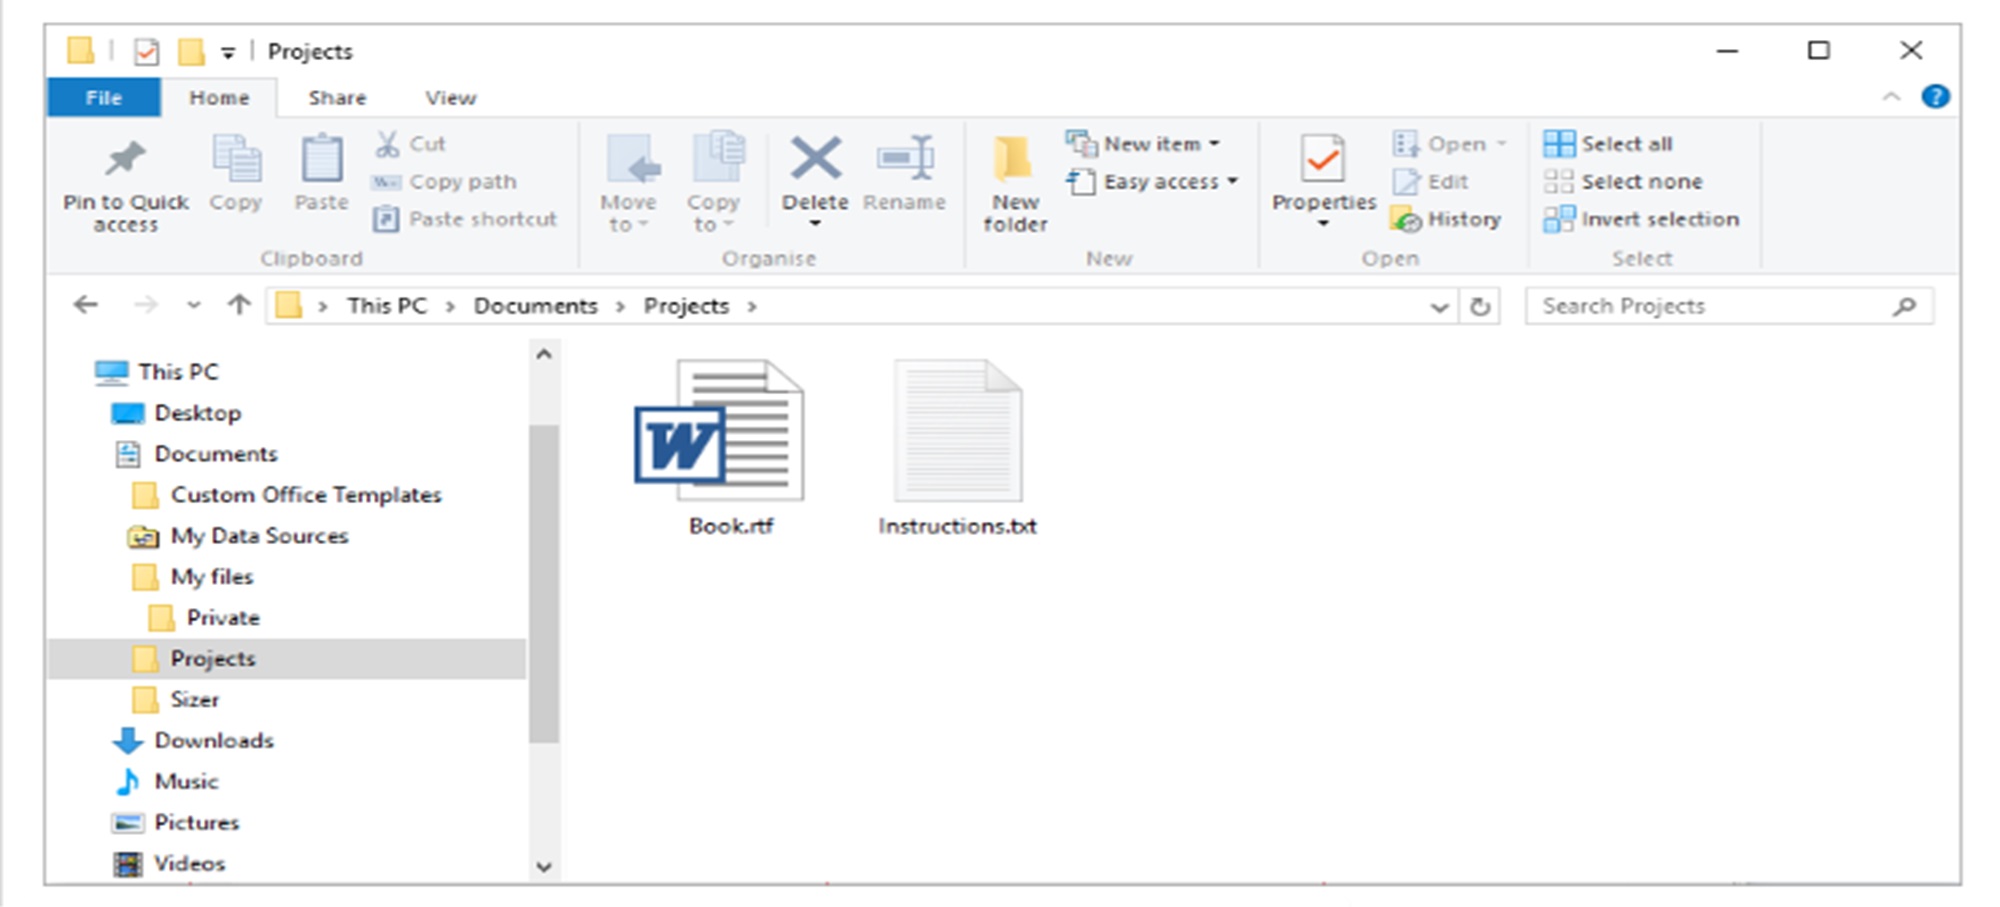 Projects
File Home Share View
Pin to Quick access
Copy
Paste
Cut
Copy path
Paste shortcut
Clipboard
Move to
Copy to
Delete
Rename
Organise
New folder
New item
Easy access
New
Properties
Open
Edit
History
Open
Select all
Select none
Invert selection
Select
This PC > Documents > Projects >
Search Projects
This PC
Desktop
Documents
Custom Office Templates
My Data Sources
My files
Private
Projects
Sizer
Downloads
Music
Pictures
Videos
W
Book.rtf
Instructions.txt